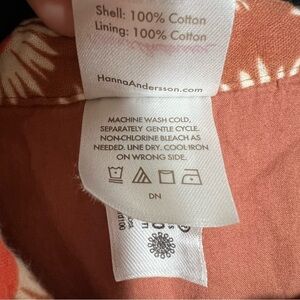 Shell: 100% Cotton
Lining: 100% Cotton
HannaAndersson.com
MACHINE WASH COLD,
SEPARATELY GENTLE CYCLE.
NON-CHLORINE BLEACH AS
NEEDED. LINE DRY. COOL IRON
ON WRONG SIDE.
DN